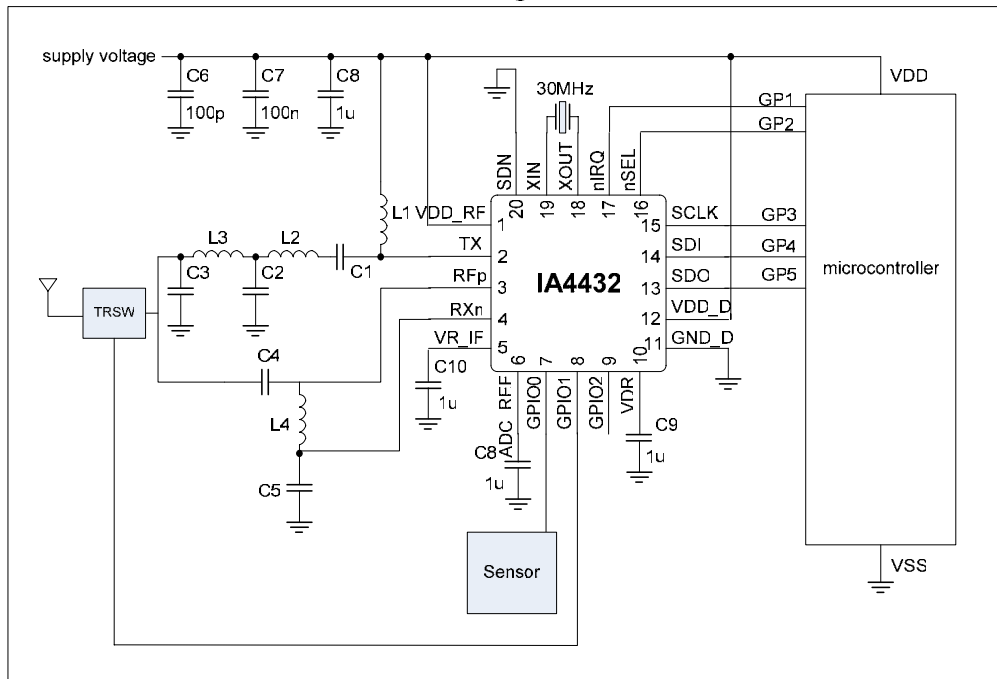 supply voltage
C6
100p
C7
100n
C8
1u
VDD
30MHz
GP1
GP2
SDN
XIN
XOUT
nIRQ
nSEL
L1
VDD_RF
20
19
18
17
16
1
15
SCLK
GP3
L3
L2
C1
TX
2
14
SDI
GP4
C3
C2
RFp
3
IA4432
13
SDO
GP5
microcontroller
TRSW
RXn
4
12
VDD_D
VR_IF
5
11
GND_D
6
7
8
9
10
C4
C10
1u
L4
ADC_REF
GPIO0
GPIO1
GPIO2
VDR
C9
1u
C8
1u
C5
Sensor
VSS